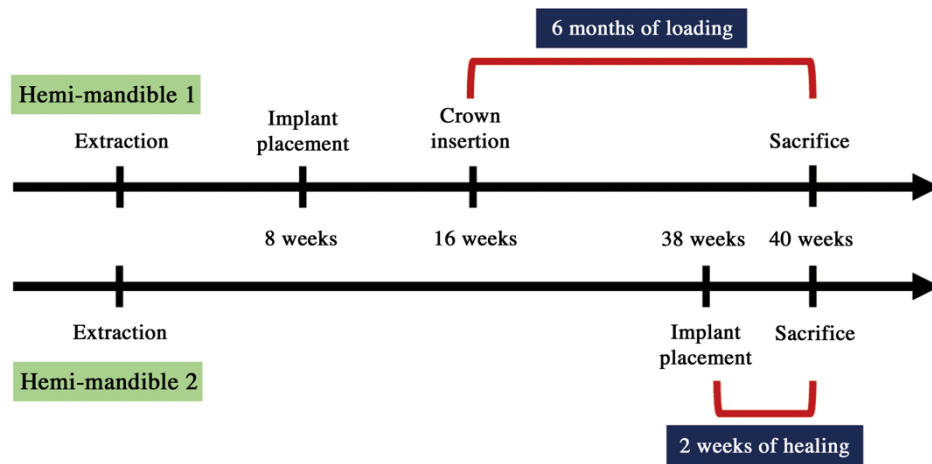 6 months of loading
Hemi-mandible 1
Extraction
Implant
placement
Crown
insertion
Sacrifice
8 weeks
16 weeks
38 weeks
40 weeks
Extraction
Implant
placement
Sacrifice
Hemi-mandible 2
2 weeks of healing